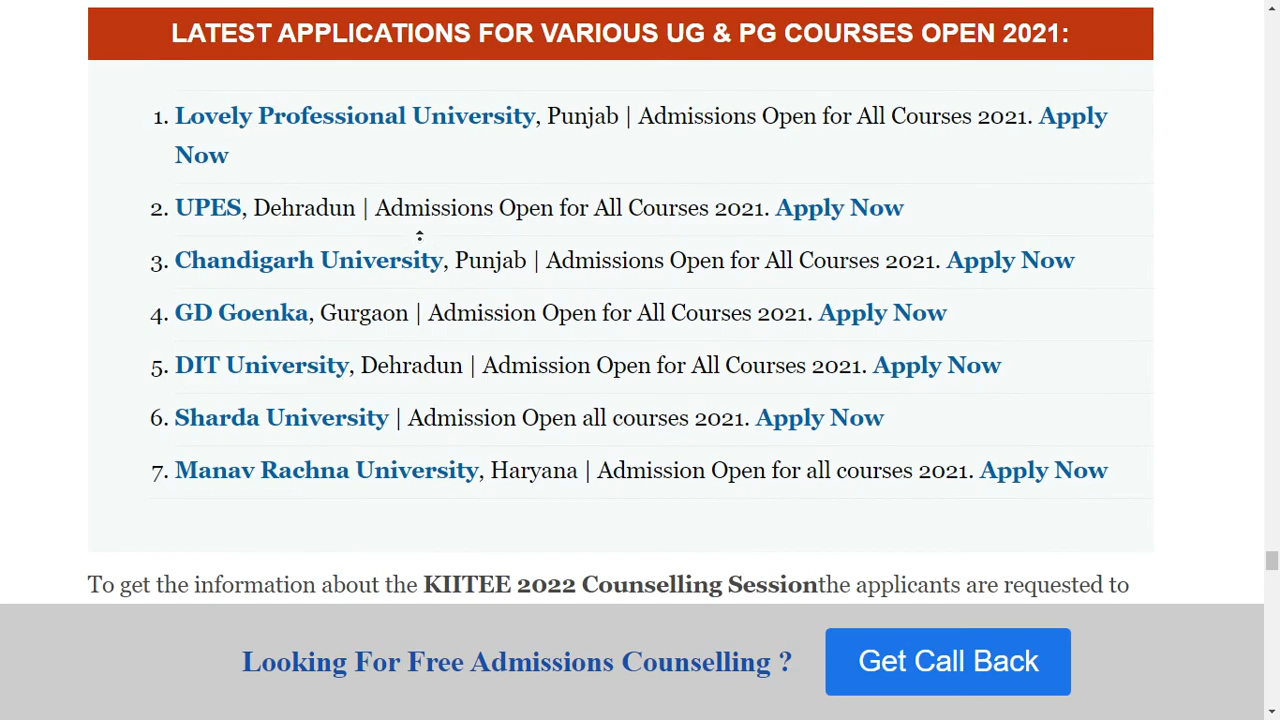 LATEST APPLICATIONS FOR VARIOUS UG & PG COURSES OPEN 2021:
1. Lovely Professional University, Punjab | Admissions Open for All Courses 2021. Apply
Now
2. UPES, Dehradun | Admissions Open for All Courses 2021. Apply Now
3. Chandigarh University, Punjab | Admissions Open for All Courses 2021. Apply Now
4. GD Goenka, Gurgaon | Admission Open for All Courses 2021. Apply Now
5. DIT University, Dehradun | Admission Open for All Courses 2021. Apply Now
6. Sharda University | Admission Open all courses 2021. Apply Now
7. Manav Rachna University, Haryana | Admission Open for all courses 2021. Apply Now
To get the information about the KIITEE 2022 Counselling Sessionthe applicants are requested to
Looking For Free Admissions Counselling ?
Get Call Back